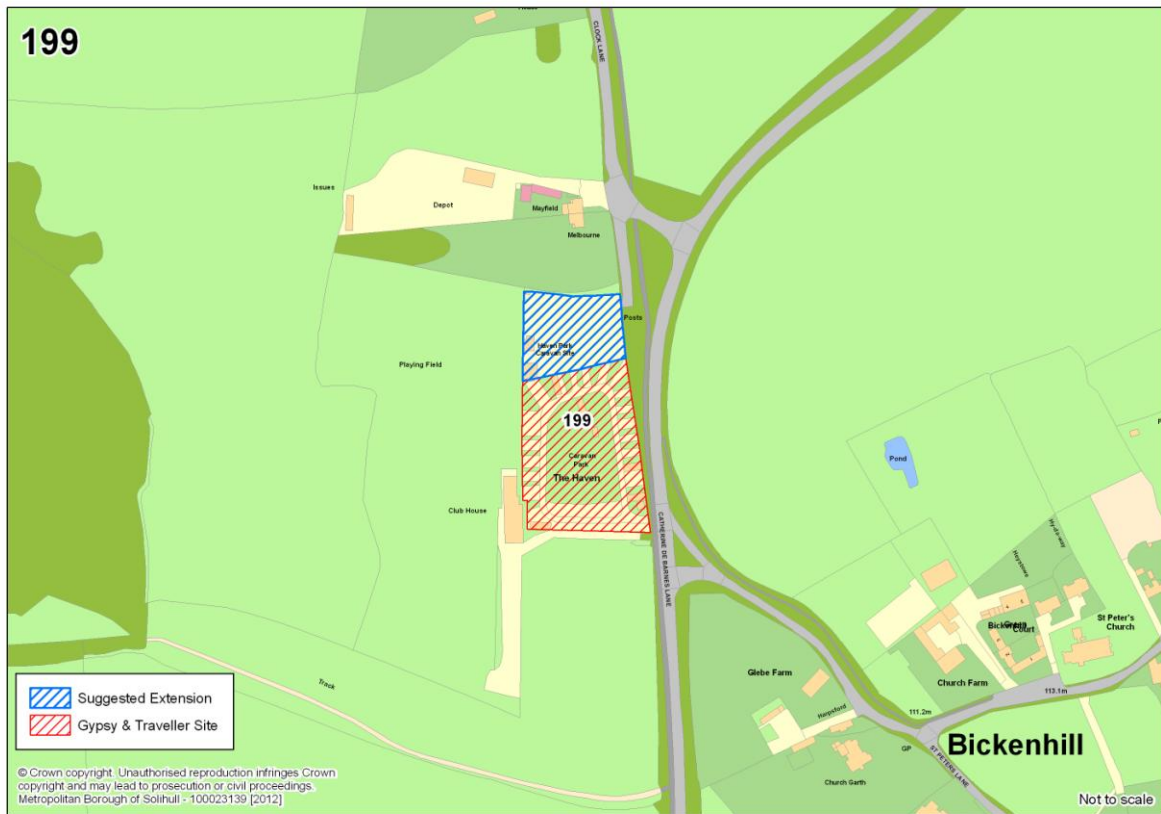 199
CLOCK LANE
Issues
Depot
Mayfield
Melbourne
Posts
Haven Park
Caravan Site
Playing Field
199
Caravan
Park
The Haven
Club House
CATHERINE DE BARNES LANE
Pond
St Peter's
Church
Court
Church Farm
Glebe Farm
113.1m
111.2m
GP
ST PETERS LANE
Church Garth
Track
Bickenhill
Suggested Extension
Gypsy & Traveller Site
© Crown copyright. Unauthorised reproduction infringes Crown
copyright and may lead to prosecution or civil proceedings.
Metropolitan Borough of Solihull - 100023139 [2012]
Not to scale